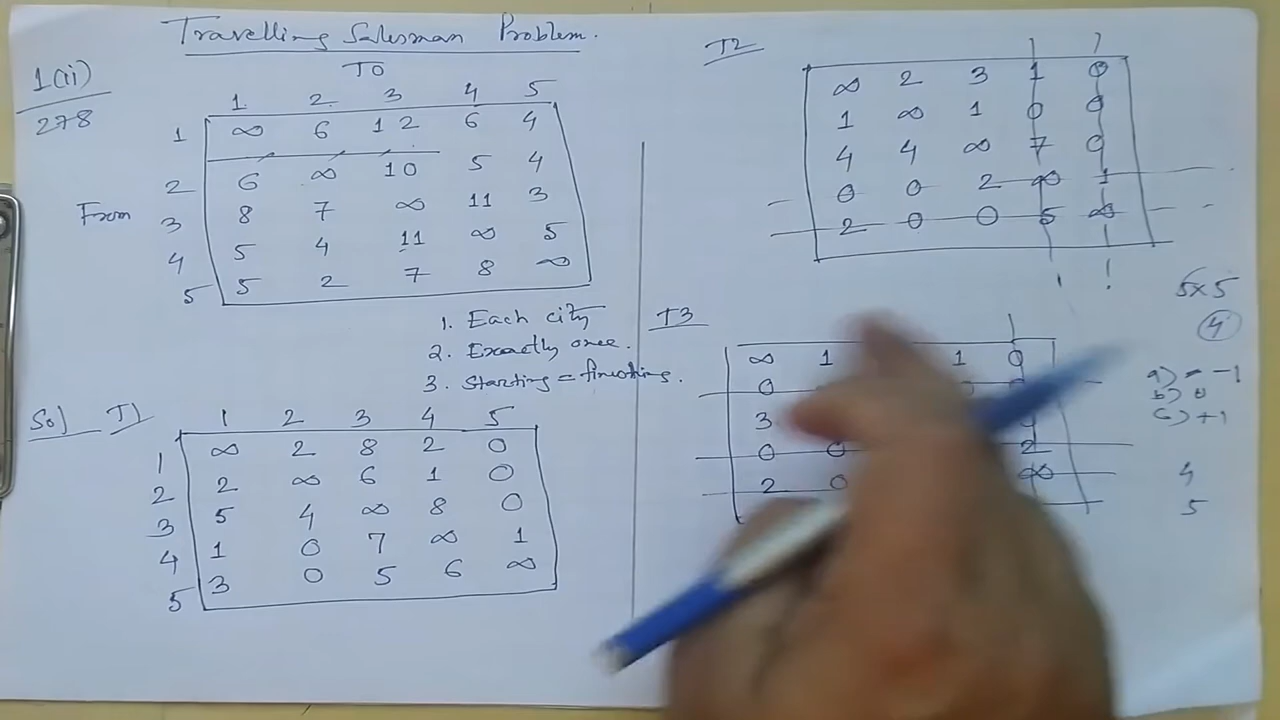 Travelling Salesman Problem.
1(ii)
278
TO
1 2 3 4 5
1 ∞ 6 12 6 4
2 6 ∞ 10 5 4
From
3 8 7 ∞ 11 3
4 5 4 11 ∞ 5
5 5 2 7 8 ∞
1. Each city
2. Exactly once.
3. Starting = finishing.
Sol T1
1 2 3 4 5
1 ∞ 2 8 2 0
2 2 ∞ 6 1 0
3 5 4 ∞ 8 0
4 1 0 7 ∞ 1
5 3 0 5 6 ∞
T2
∞ 2 3 1 0
1 ∞ 1 0 0
4 4 ∞ 7 0
0 0 2 ∞ 1
2 0 0 5 ∞
5×5
4
T3
∞ 1 1 0
0
3
0 0 2
2 0 ∞
a) = -1
b) 0
c) +1
4
5